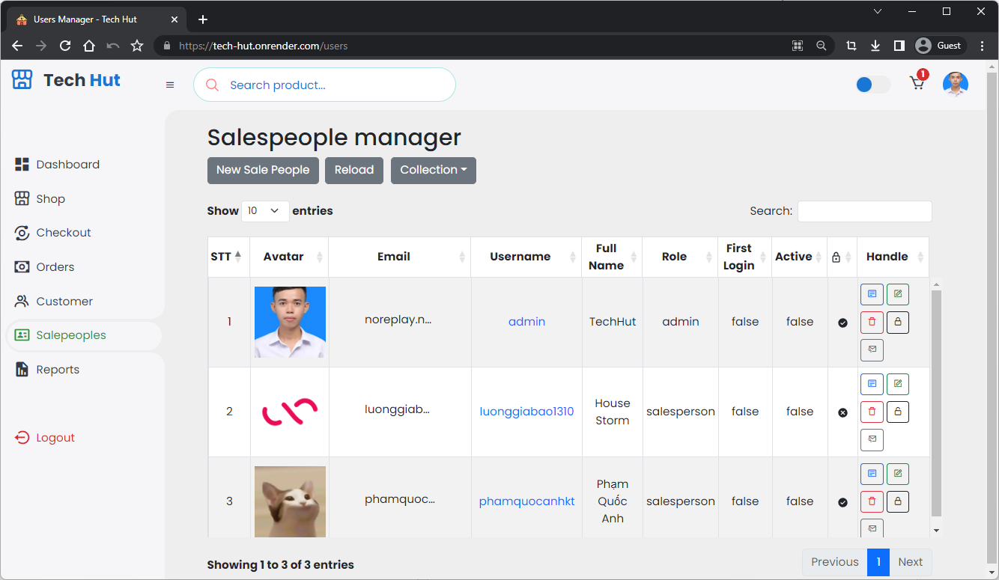 Users Manager - Tech Hut
https://tech-hut.onrender.com/users
Guest
Tech Hut
Search product...
1
Dashboard
Shop
Checkout
Orders
Customer
Salepeoples
Reports
Logout
Salespeople manager
New Sale People Reload Collection
Show 10 entries
Search:
STT Avatar Email Username Full Name Role First Login Active Handle
1 noreplay.n... admin TechHut admin false false
2 luonggiab... luonggiabao1310 House Storm salesperson false false
3 phamquoc... phamquocanhkt Phạm Quốc Anh salesperson false false
Showing 1 to 3 of 3 entries
Previous 1 Next